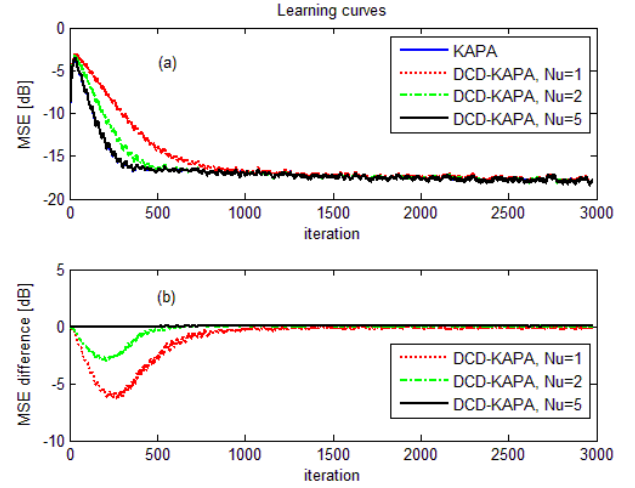 Learning curves
(a)
KAPA
DCD-KAPA, Nu=1
DCD-KAPA, Nu=2
DCD-KAPA, Nu=5
MSE [dB]
0
-5
-10
-15
-20
0 500 1000 1500 2000 2500 3000
iteration
(b)
DCD-KAPA, Nu=1
DCD-KAPA, Nu=2
DCD-KAPA, Nu=5
MSE difference [dB]
5
0
-5
-10
0 500 1000 1500 2000 2500 3000
iteration